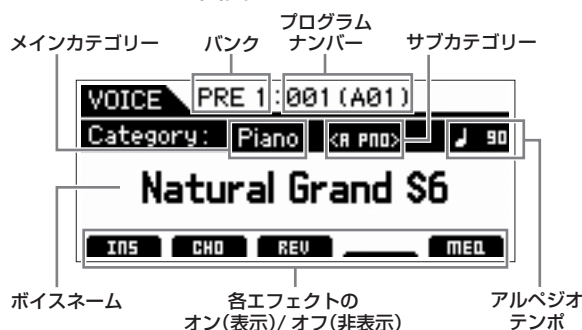 プログラム
ナンバー
メインカテゴリー
バンク
サブカテゴリー
VOICE PRE 1:001(A01)
Category: Piano <A PNO> ♩ 90
Natural Grand S6
INS CHO REV MEQ
ボイスネーム
各エフェクトの
オン(表示)/ オフ(非表示)
アルペジオ
テンポ